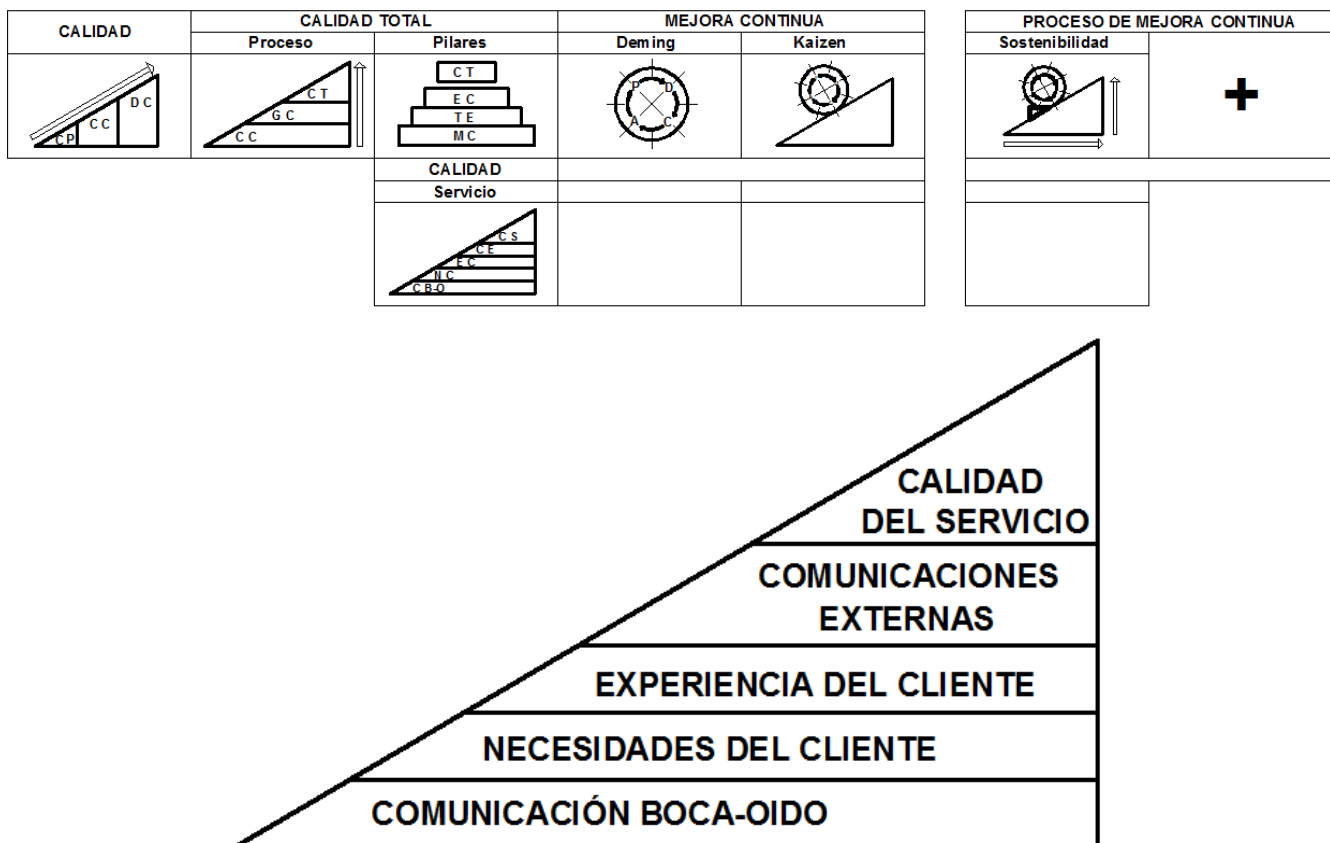 CALIDAD
CALIDAD TOTAL
MEJORA CONTINUA
PROCESO DE MEJORA CONTINUA
Proceso
Pilares
Deming
Kaizen
Sostenibilidad
C P
C C
D C
C T
G C
C C
C T
E C
T E
M C
P
D
A
C
+
CALIDAD
Servicio
C S
C E
E C
N C
C B-O
CALIDAD
DEL SERVICIO
COMUNICACIONES
EXTERNAS
EXPERIENCIA DEL CLIENTE
NECESIDADES DEL CLIENTE
COMUNICACIÓN BOCA-OIDO